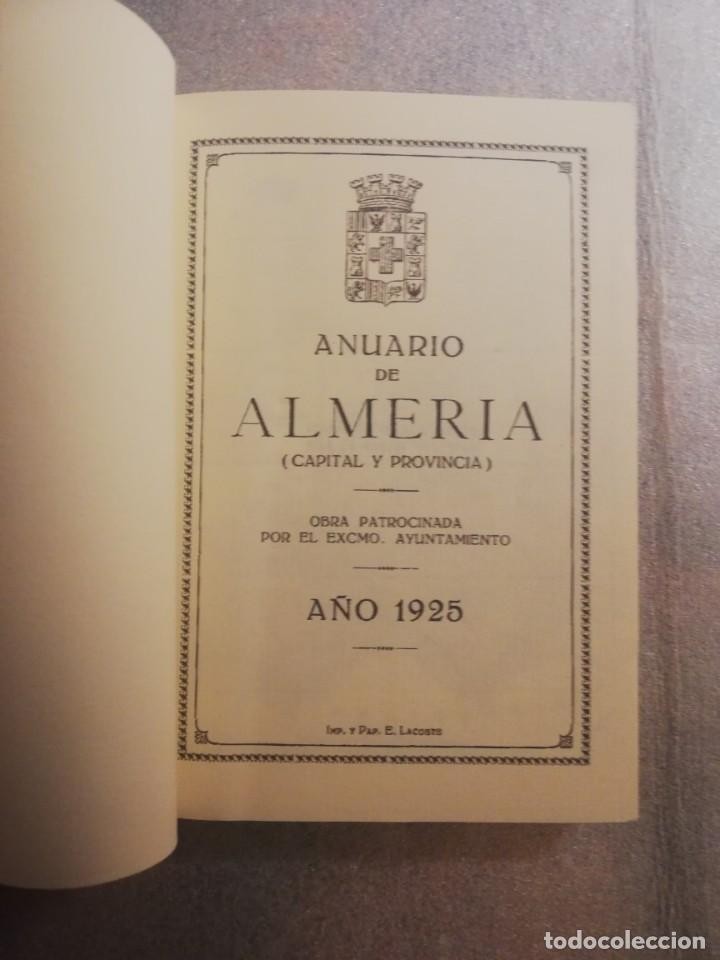 ANUARIO
DE
ALMERIA
(CAPITAL Y PROVINCIA)
OBRA PATROCINADA
POR EL EXCMO. AYUNTAMIENTO
AÑO 1925
IMP. Y PAP. E. LACOSTE
todocoleccion